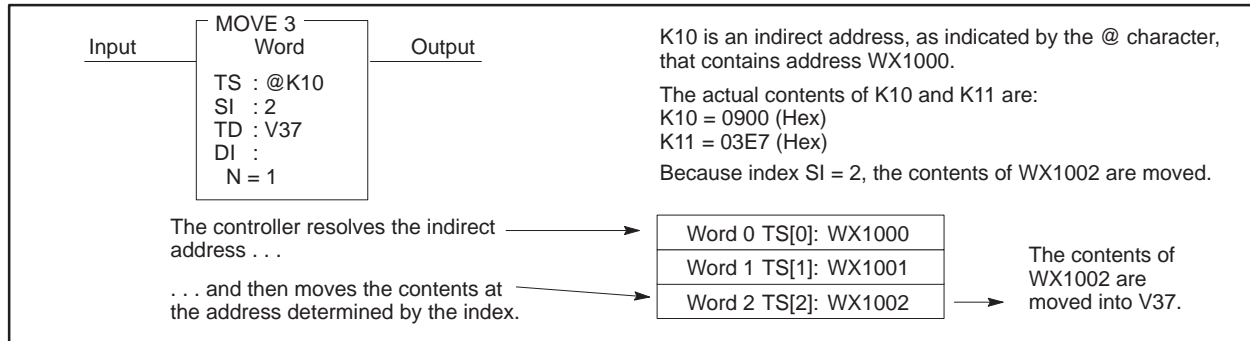 MOVE 3
Input
Word
Output
TS : @K10
SI : 2
TD : V37
DI :
N = 1
K10 is an indirect address, as indicated by the @ character,
that contains address WX1000.
The actual contents of K10 and K11 are:
K10 = 0900 (Hex)
K11 = 03E7 (Hex)
Because index SI = 2, the contents of WX1002 are moved.
The controller resolves the indirect
address . . .
. . . and then moves the contents at
the address determined by the index.
Word 0 TS[0]: WX1000
Word 1 TS[1]: WX1001
Word 2 TS[2]: WX1002
The contents of
WX1002 are
moved into V37.